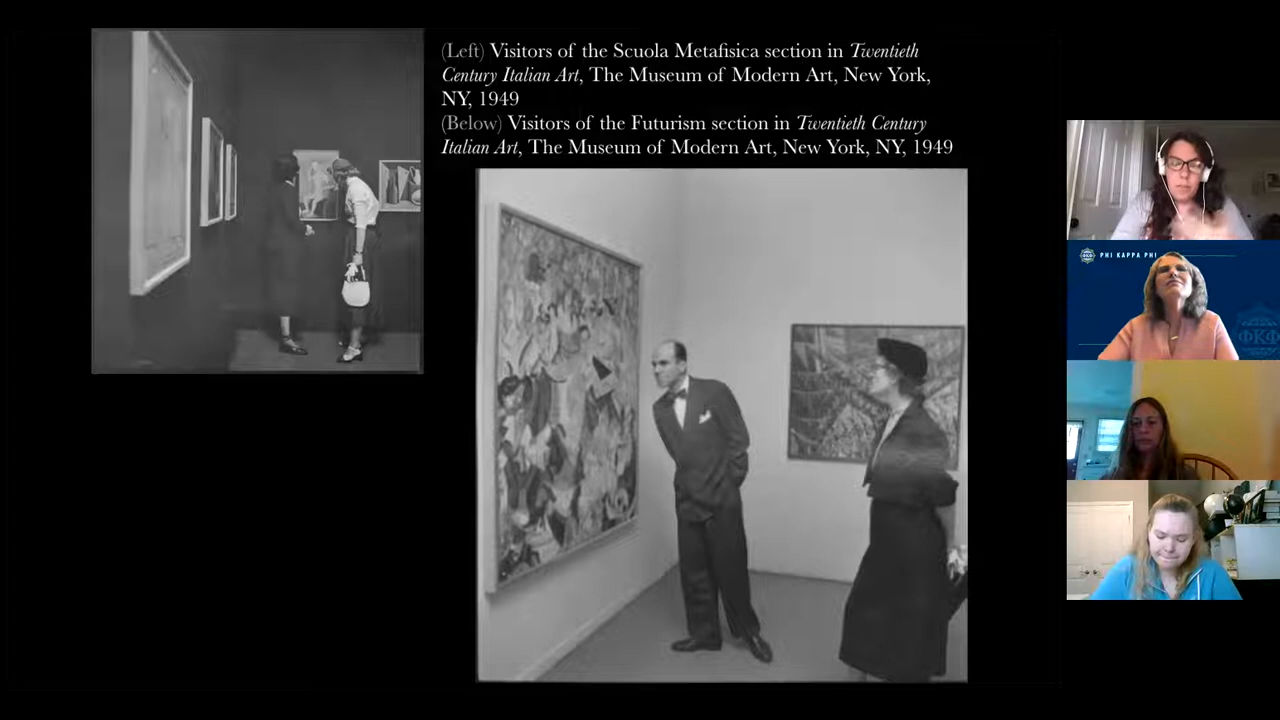 (Left) Visitors of the Scuola Metafisica section in Twentieth
Century Italian Art, The Museum of Modern Art, New York,
NY, 1949
(Below) Visitors of the Futurism section in Twentieth Century
Italian Art, The Museum of Modern Art, New York, NY, 1949
PHI KAPPA PHI
ΦΚΦ